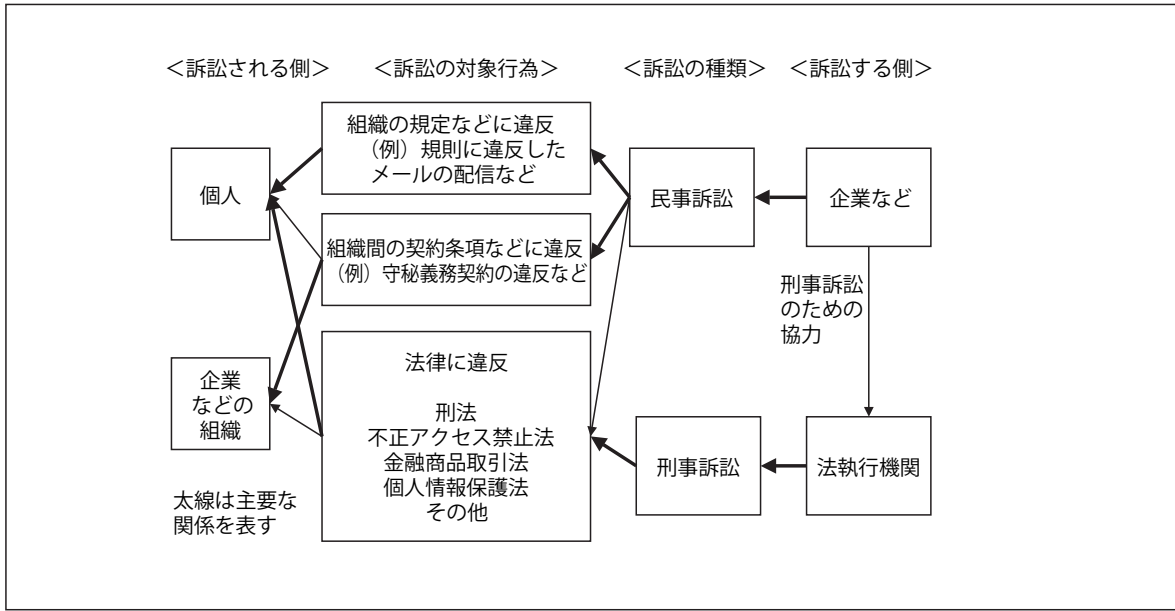 <訴訟される側>
<訴訟の対象行為>
<訴訟の種類>
<訴訟する側>
組織の規定などに違反
(例)規則に違反した
メールの配信など
個人
民事訴訟
企業など
組織間の契約条項などに違反
(例)守秘義務契約の違反など
刑事訴訟
のための
協力
法律に違反
企業
などの
組織
刑法
不正アクセス禁止法
金融商品取引法
個人情報保護法
その他
刑事訴訟
法執行機関
太線は主要な
関係を表す